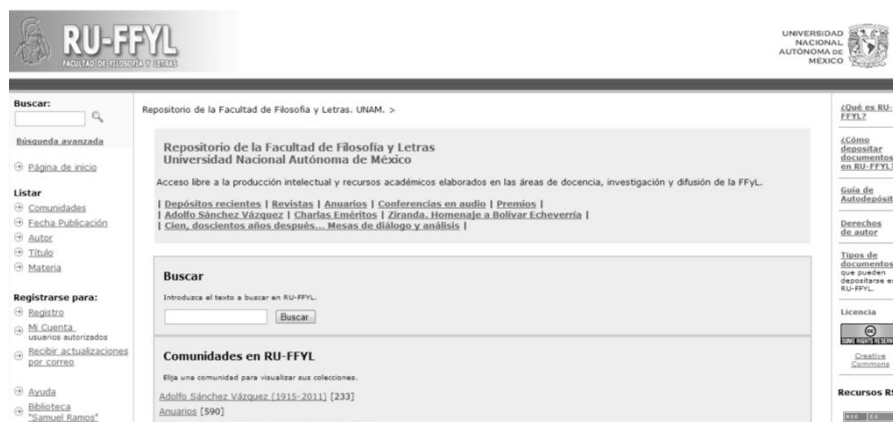 RU-FFYL
FACULTAD DE FILOSOFÍA Y LETRAS
UNIVERSIDAD
NACIONAL
AUTÓNOMA DE
MÉXICO
Buscar:
Búsqueda avanzada
Página de inicio
Listar
Comunidades
Fecha Publicación
Autor
Título
Materia
Registrarse para:
Registro
Mi Cuenta
usuarios autorizados
Recibir actualizaciones
por correo
Ayuda
Biblioteca
"Samuel Ramos"
Repositorio de la Facultad de Filosofía y Letras. UNAM. >
Repositorio de la Facultad de Filosofía y Letras
Universidad Nacional Autónoma de México
Acceso libre a la producción intelectual y recursos académicos elaborados en las áreas de docencia, investigación y difusión de la FFyL.
| Depósitos recientes | Revistas | Anuarios | Conferencias en audio | Premios |
| Adolfo Sánchez Vázquez | Charlas Eméritos | Ziranda. Homenaje a Bolívar Echeverría |
| Cien, doscientos años después... Mesas de diálogo y análisis |
Buscar
Introduzca el texto a buscar en RU-FFYL.
Buscar
Comunidades en RU-FFYL
Elija una comunidad para visualizar sus colecciones.
Adolfo Sánchez Vázquez (1915-2011) [233]
Anuarios [590]
¿Qué es RU-
FFYL?
¿Cómo
depositar
documentos
en RU-FFYL?
Guía de
Autodepósit
Derechos
de autor
Tipos de
documentos
que pueden
depositarse e
RU-FFYL.
Licencia
SOME RIGHTS RESERV
Creative
Commons
Recursos RS
RSS 1.0